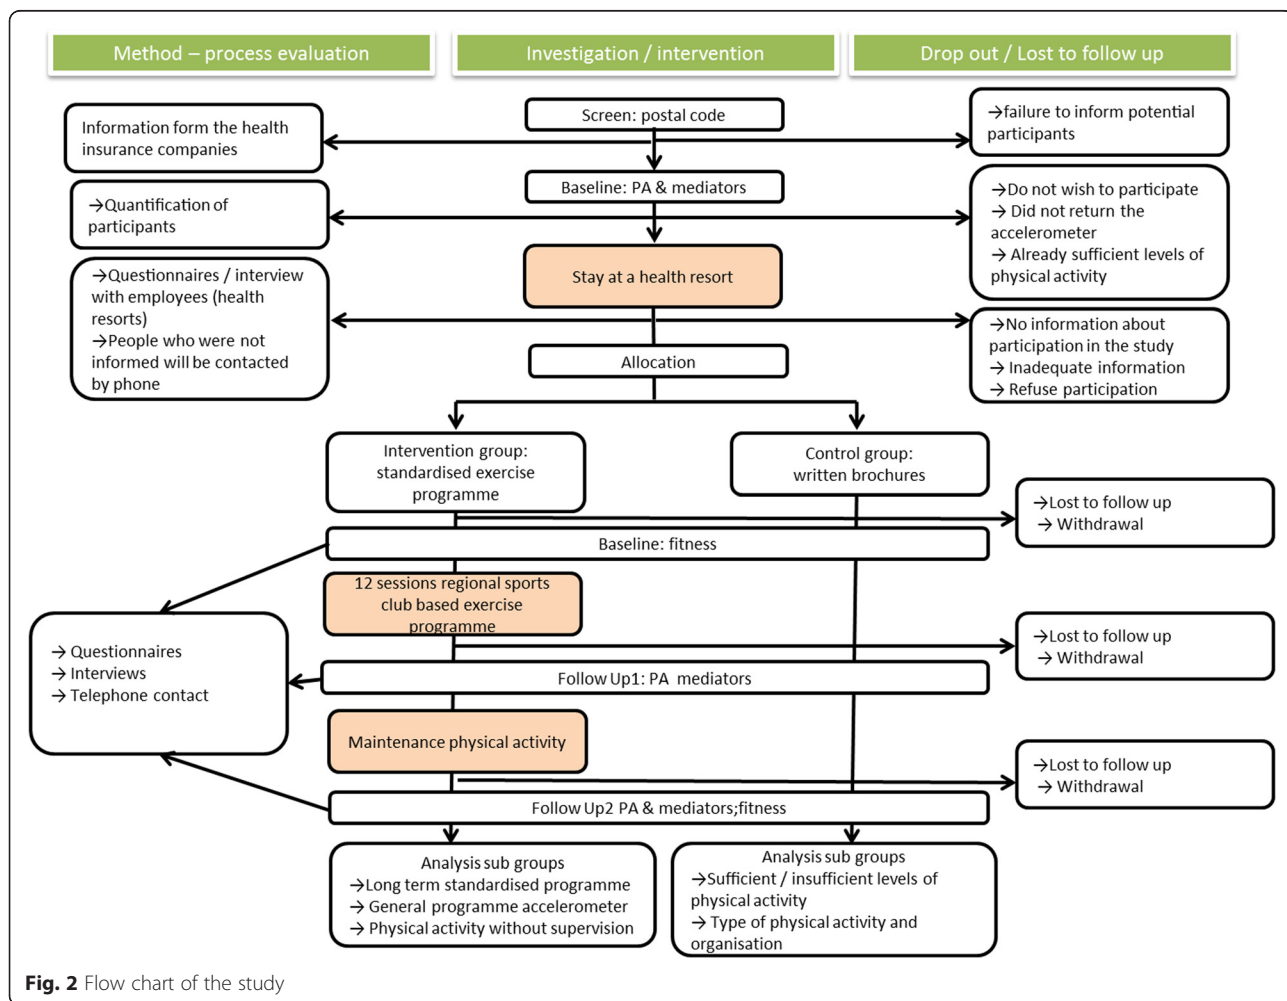 Method – process evaluation
Investigation / intervention
Drop out / Lost to follow up
Screen: postal code
Information form the health
insurance companies
→failure to inform potential
participants
Baseline: PA & mediators
→Quantification of
participants
→Do not wish to participate
→ Did not return the
accelerometer
→ Already sufficient levels of
physical activity
Stay at a health resort
→Questionnaires / interview
with employees (health
resorts)
→People who were not
informed will be contacted
by phone
→No information about
participation in the study
→ Inadequate information
→ Refuse participation
Allocation
Intervention group:
standardised exercise
programme
Control group:
written brochures
→Lost to follow up
→ Withdrawal
Baseline: fitness
12 sessions regional sports
club based exercise
programme
→ Questionnaires
→ Interviews
→ Telephone contact
→Lost to follow up
→ Withdrawal
Follow Up1: PA mediators
Maintenance physical activity
→Lost to follow up
→ Withdrawal
Follow Up2 PA & mediators;fitness
Analysis sub groups
→Long term standardised programme
→ General programme accelerometer
→ Physical activity without supervision
Analysis sub groups
→Sufficient / insufficient levels of
physical activity
→ Type of physical activity and
organisation
Fig. 2 Flow chart of the study